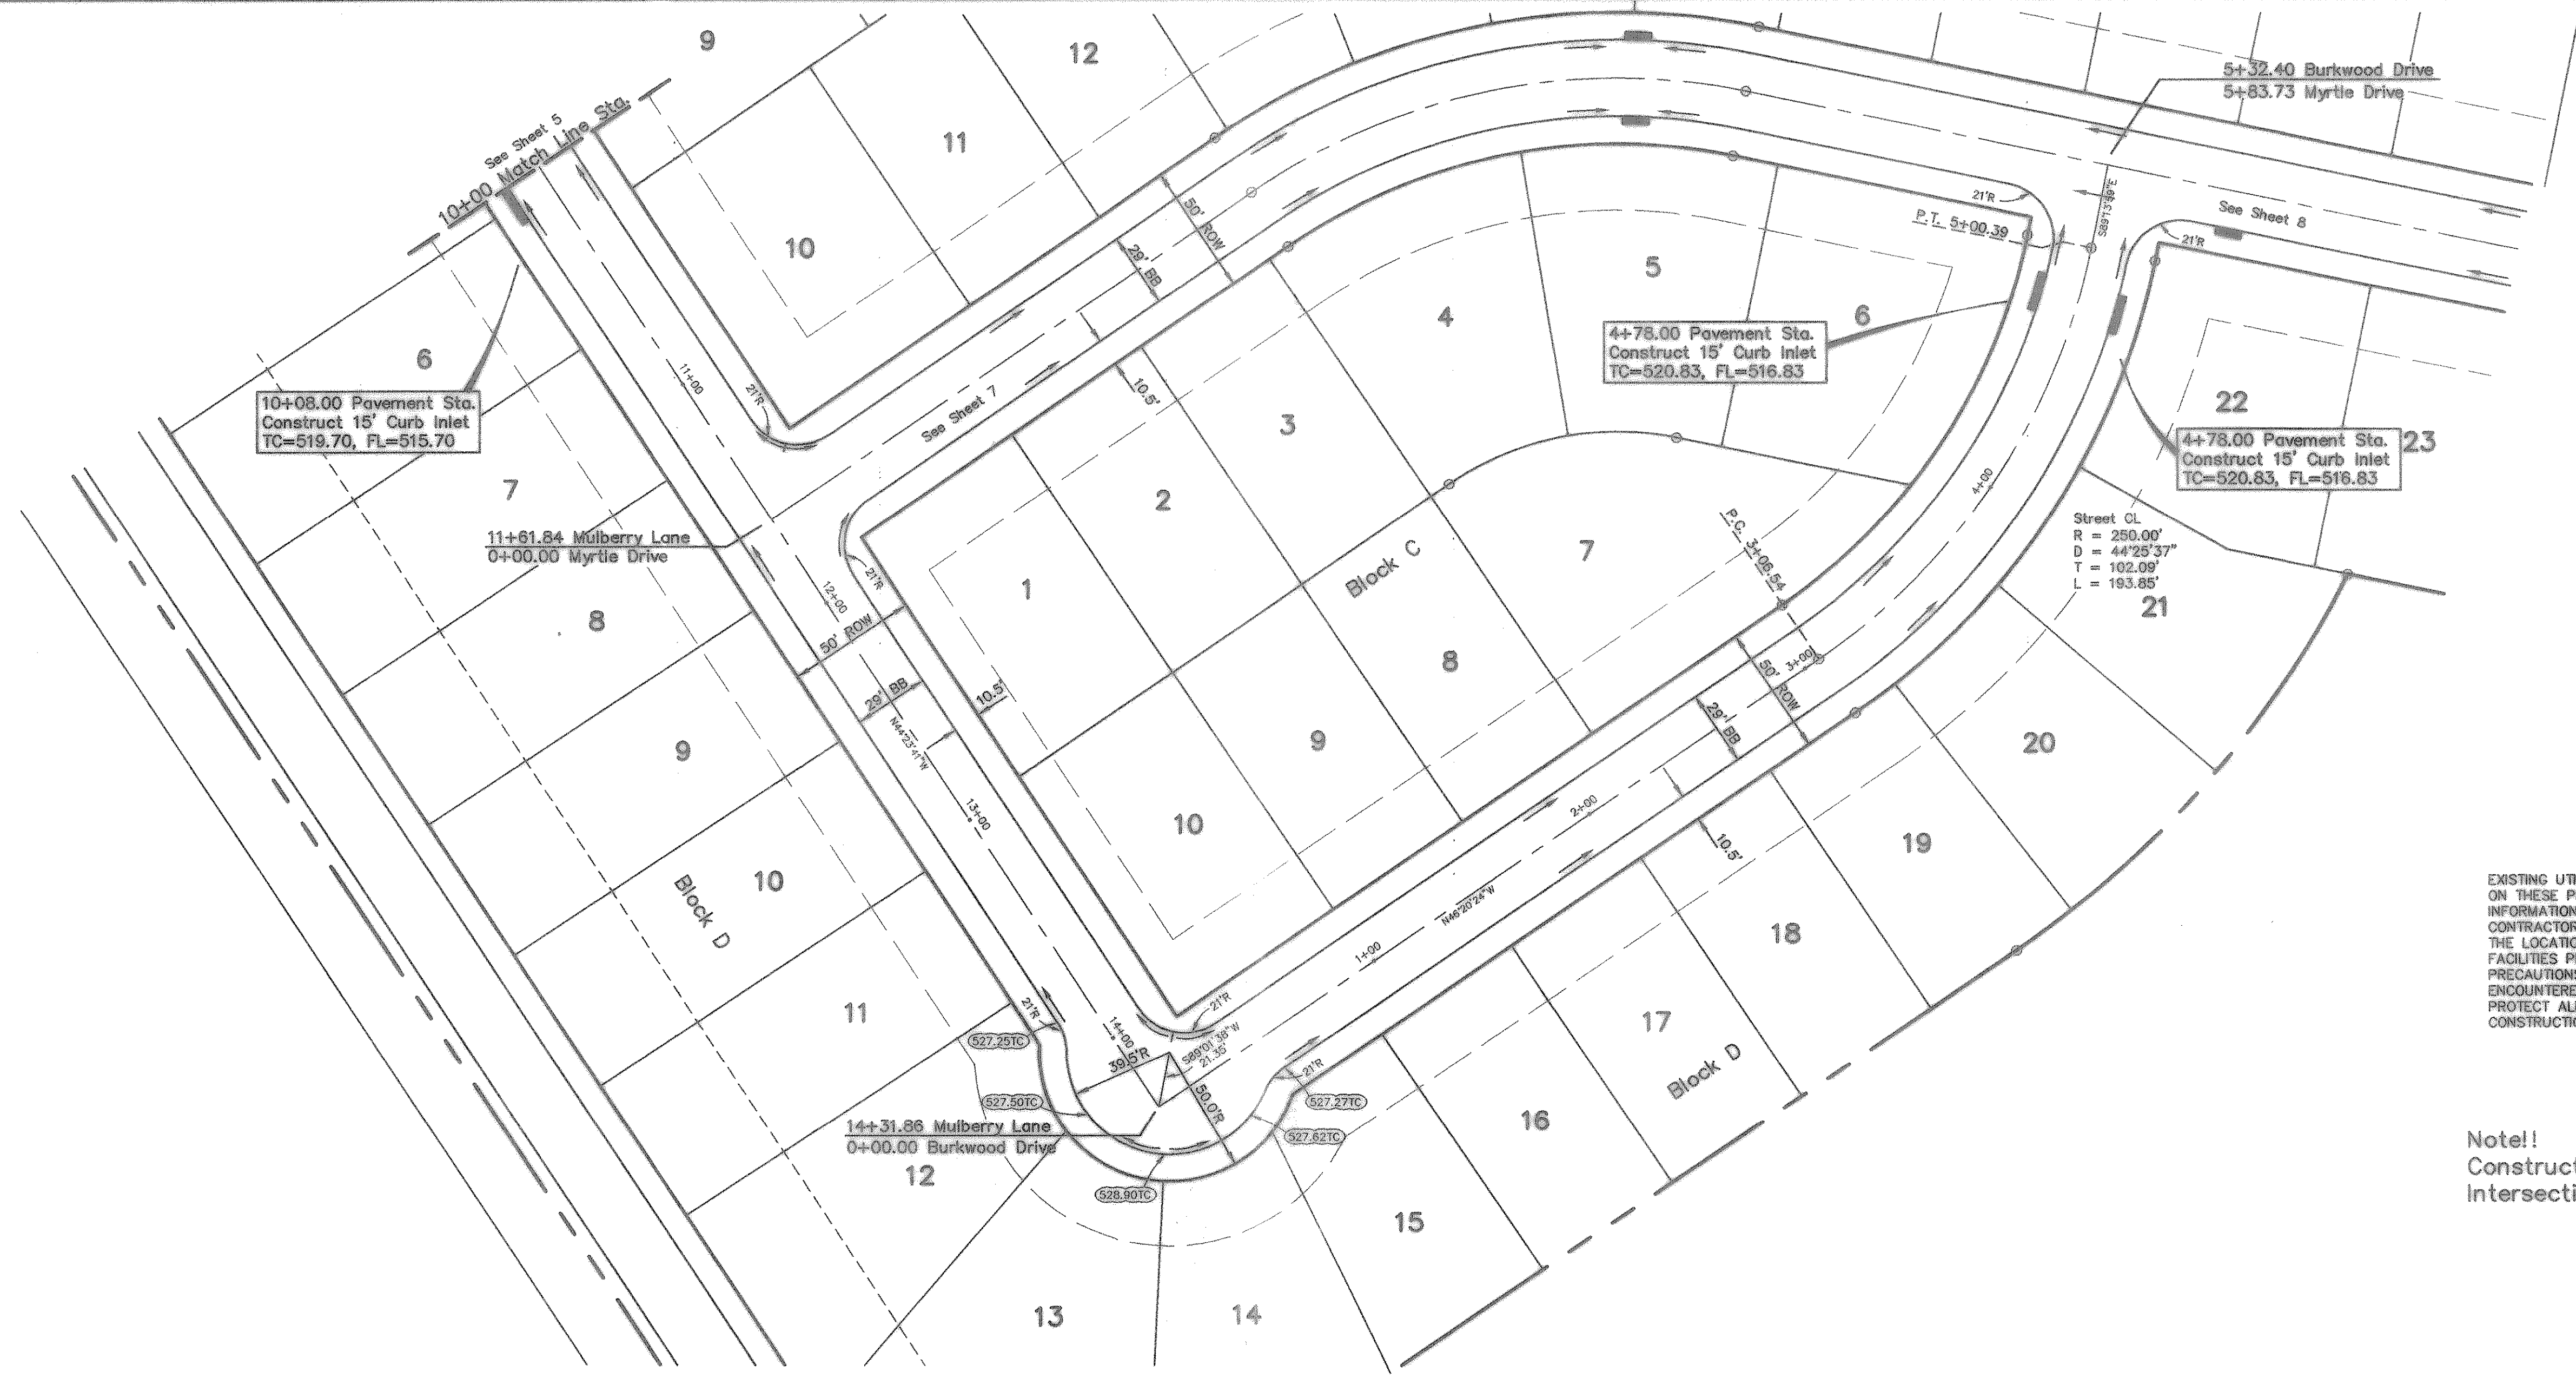 9
12
11
10
See Sheet 5
10+00 Match Line Sta.
5+32.40 Burkwood Drive
5+83.73 Myrtle Drive
50' ROW
29' BB
21'R
P.T. 5+00.39
S89°13'59"E
See Sheet 8
21'R
6
10+08.00 Pavement Sta.
Construct 15' Curb Inlet
TC=519.70, FL=515.70
11+00
21'R
See Sheet 7
10.5'
4
5
6
4+78.00 Pavement Sta.
Construct 15' Curb Inlet
TC=520.83, FL=516.83
22
23
4+78.00 Pavement Sta.
Construct 15' Curb Inlet
TC=520.83, FL=516.83
7
11+61.84 Mulberry Lane
0+00.00 Myrtle Drive
3
2
1
4+00
Street CL
R = 250.00'
D = 44°25'37"
T = 102.09'
L = 193.85'
21
8
12+00
21'R
50' ROW
29' BB
10.5'
N44°23'41"W
Block C
7
8
9
10
P.C. 3+06.54
3+00
50' ROW
29' BB
20
9
13+00
2+00
10.5'
19
10
Block D
N46°20'24"W
1+00
18
17
Block D
16
15
11
21'R
14+00
21'R
527.25TC
39.5'R
S89°01'38"W
21.35'
50.0'R
21'R
527.50TC
527.27TC
527.62TC
14+31.86 Mulberry Lane
0+00.00 Burkwood Drive
528.90TC
12
13
14
EXISTING UTI
ON THESE P
INFORMATION
CONTRACTOR
THE LOCATIO
FACILITIES P
PRECAUTIONS
ENCOUNTERE
PROTECT AL
CONSTRUCTIO
Note!!
Construct
Intersecti